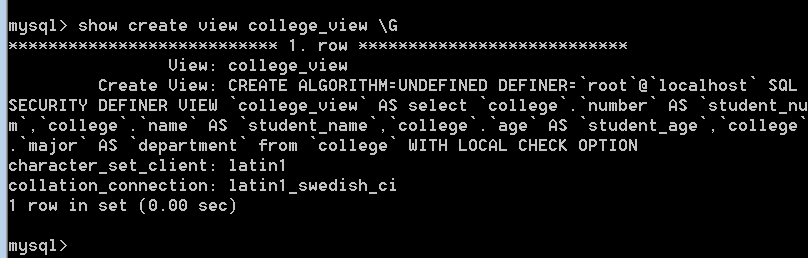 mysql> show create view college_view \G
*************************** 1. row ***************************
                View: college_view
         Create View: CREATE ALGORITHM=UNDEFINED DEFINER=`root`@`localhost` SQL
SECURITY DEFINER VIEW `college_view` AS select `college`.`number` AS `student_nu
m`,`college`.`name` AS `student_name`,`college`.`age` AS `student_age`,`college`
.`major` AS `department` from `college` WITH LOCAL CHECK OPTION
character_set_client: latin1
collation_connection: latin1_swedish_ci
1 row in set (0.00 sec)
mysql>